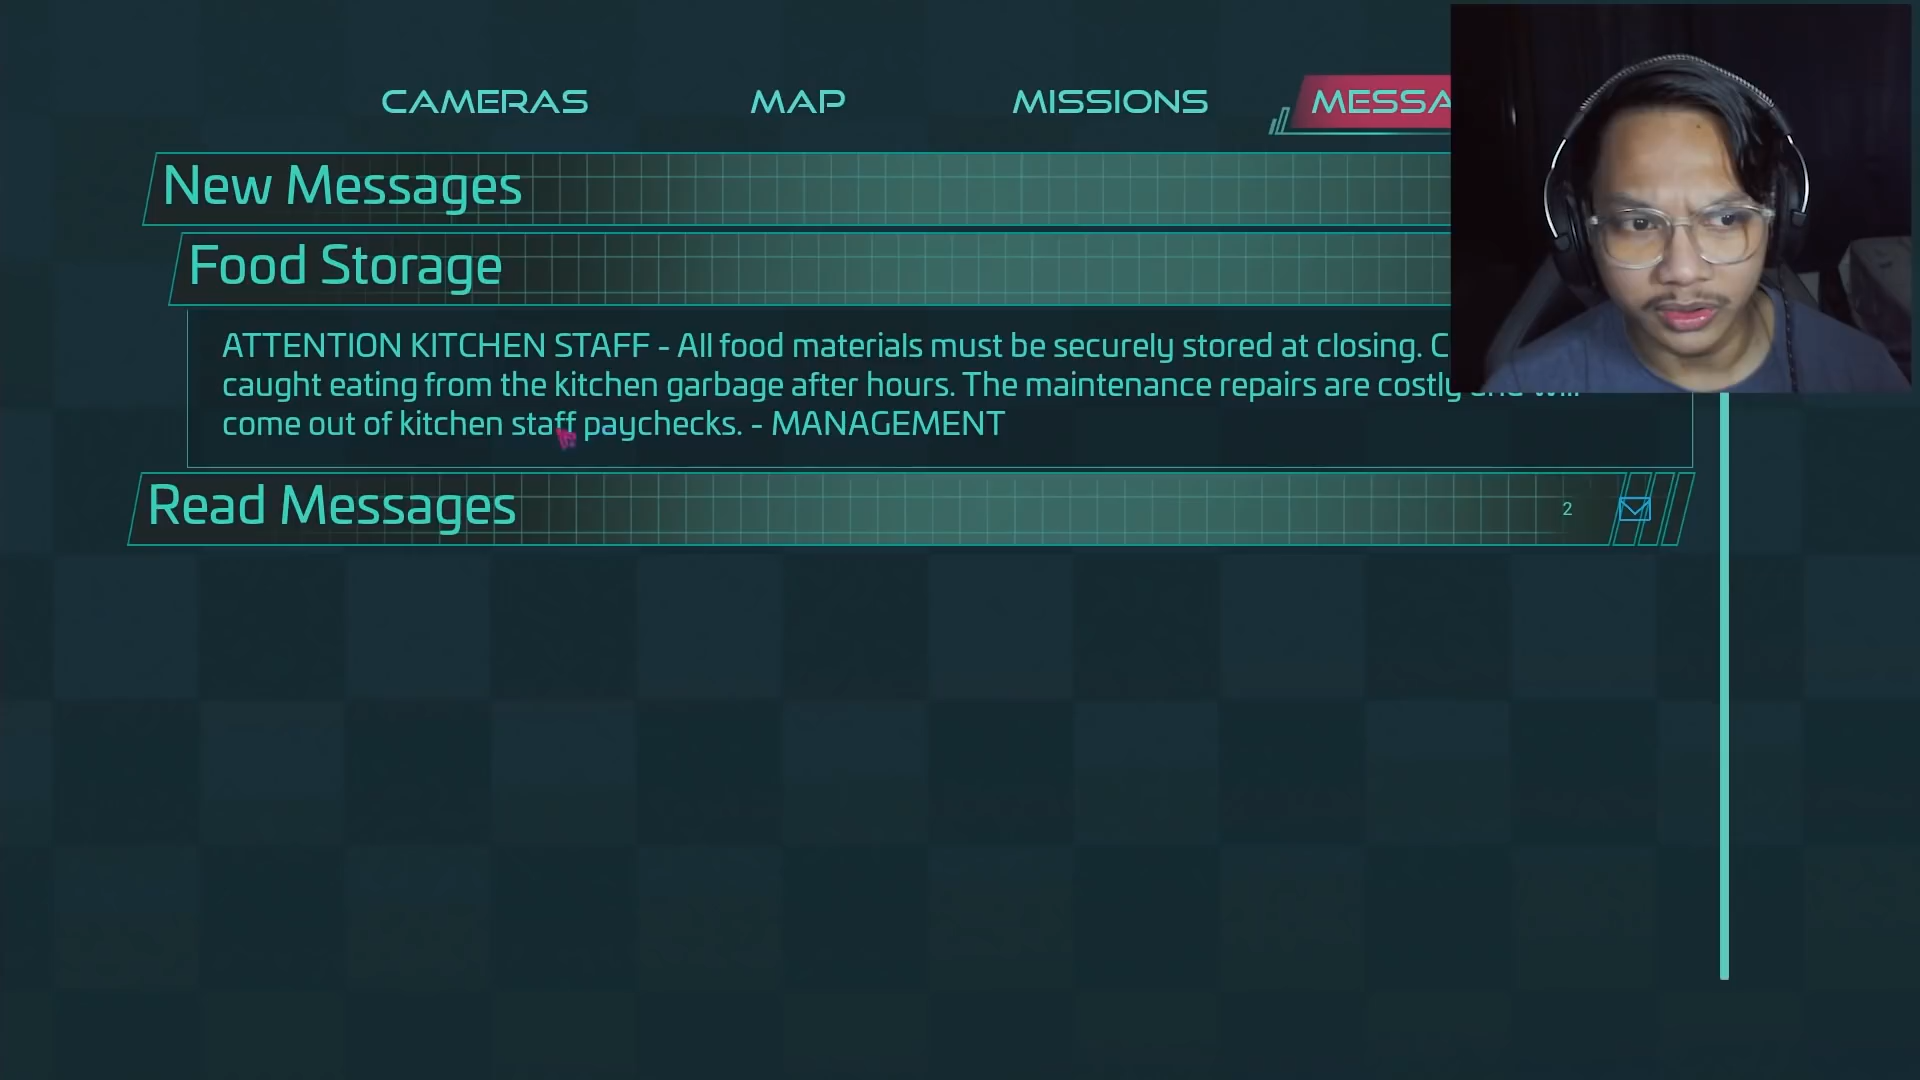 CAMERAS MAP MISSIONS
New Messages
Food Storage
ATTENTION KITCHEN STAFF - All food materials must be securely stored at closing.
caught eating from the kitchen garbage after hours. The maintenance repairs are costly and will
come out of kitchen staff paychecks. - MANAGEMENT
Read Messages 2